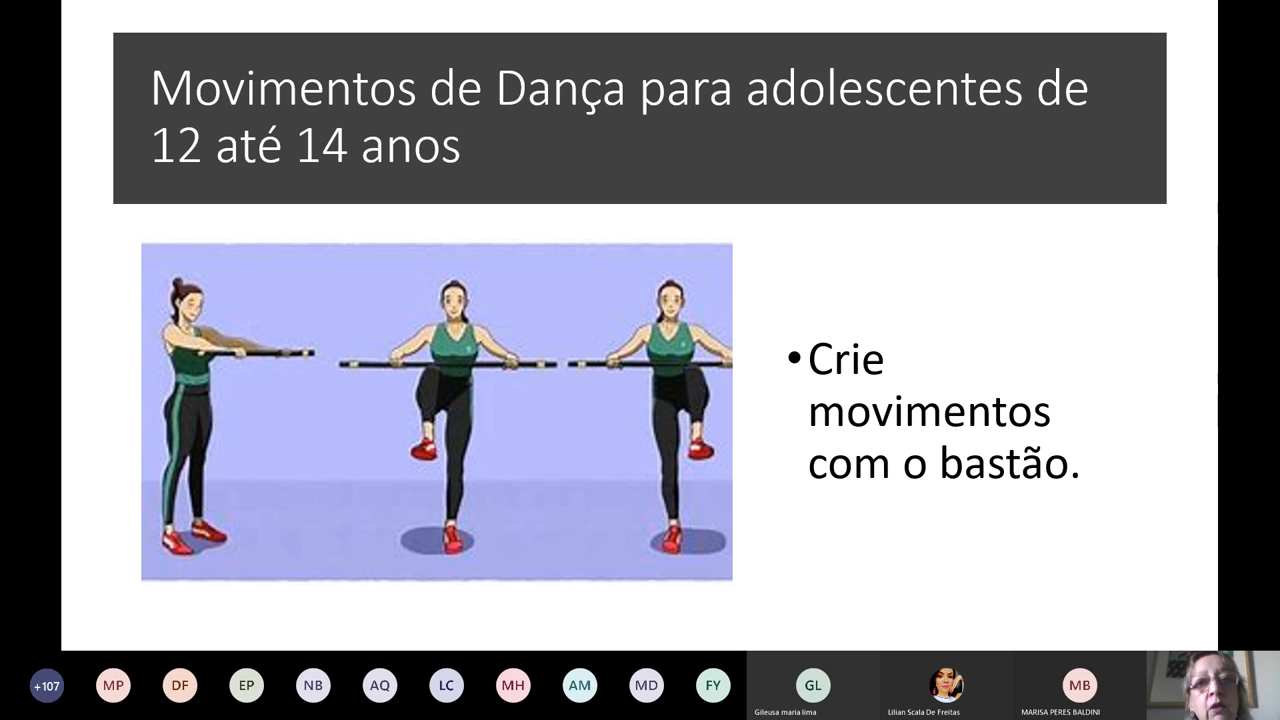 Movimentos de Dança para adolescentes de
12 até 14 anos
• Crie
movimentos
com o bastão.
+107
MP
DF
EP
NB
AQ
LC
MH
AM
MD
FY
GL
MB
Gileusa maria lima
Lilian Scala De Freitas
MARISA PERES BALDINI